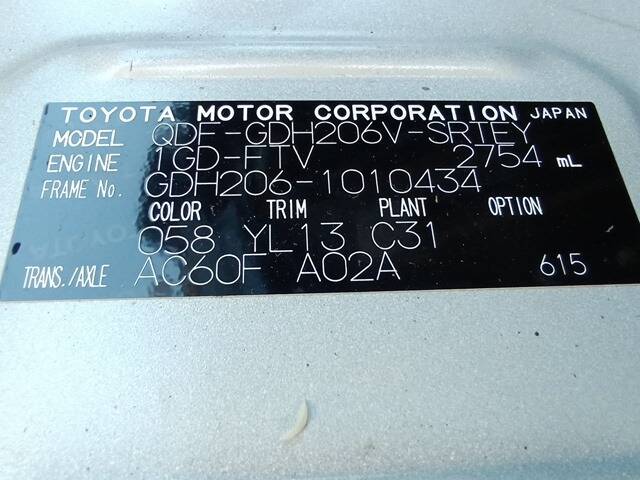 TOYOTA MOTOR CORPORATION JAPAN
MODEL QDF-GDH206V-SRTEY
ENGINE 1GD-FTV 2754 mL
FRAME No. GDH206-1010434
COLOR TRIM PLANT OPTION
058 YL13 C31
TRANS./AXLE AC60F A02A 615